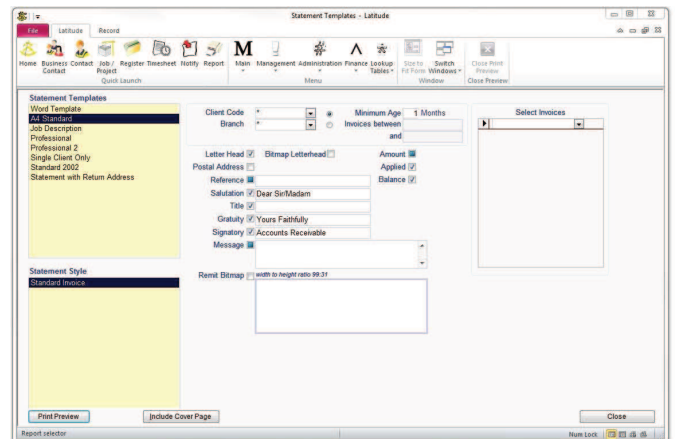 Statement Templates - Latitude
File Latitude Record
Home Business Contact Contact Job / Project Register Timesheet Notify Report Main Management Administration Finance Lookup Tables Size to Fit Form Switch Windows Close Print Preview
Quick Launch Menu Window Close Preview
Statement Templates
Word Template
A4 Standard
Job Description
Professional
Professional 2
Single Client Only
Standard 2002
Statement with Return Address
Statement Style
Standard Invoice
Client Code * Minimum Age 1 Months
Branch * Invoices between
and
Letter Head Bitmap Letterhead Amount
Postal Address Applied
Reference Balance
Salutation Dear Sir/Madam
Title
Gratuity Yours Faithfully
Signatory Accounts Receivable
Message
Remit Bitmap width to height ratio 99:31
Select Invoices
Print Preview Include Cover Page Close
Report selector Num Lock